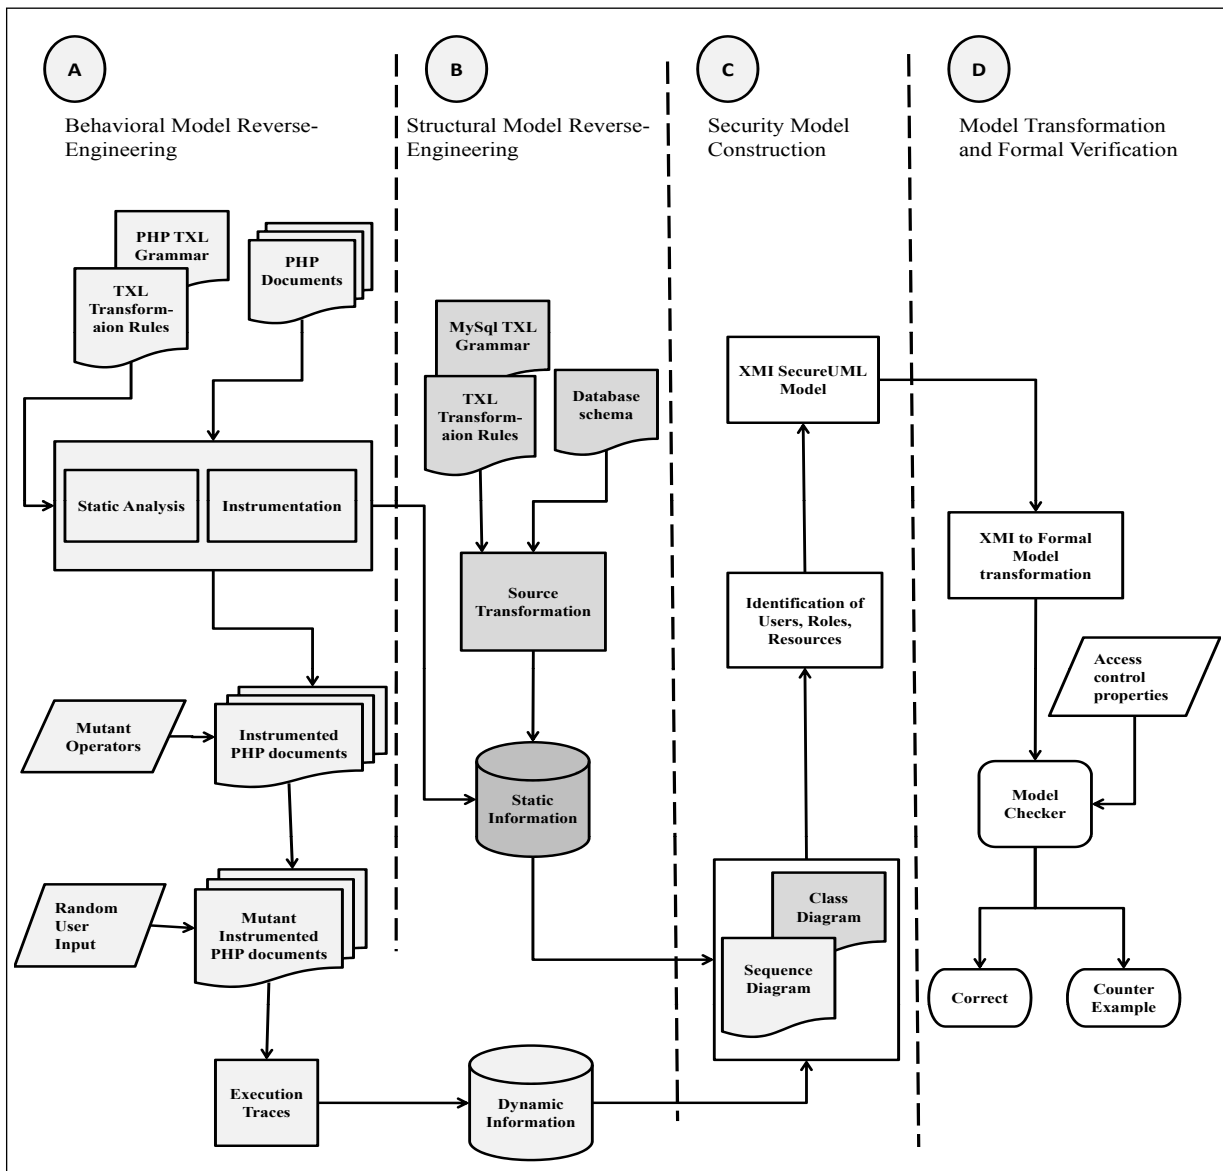 A
Behavioral Model Reverse-
Engineering
PHP TXL
Grammar
TXL
Transform-
aion Rules
PHP
Documents
Static Analysis
Instrumentation
Mutant
Operators
Instrumented
PHP documents
Random
User
Input
Mutant
Instrumented
PHP documents
Execution
Traces
B
Structural Model Reverse-
Engineering
MySql TXL
Grammar
TXL
Transform-
aion Rules
Database
schema
Source
Transformation
Static
Information
Dynamic
Information
C
Security Model
Construction
XMI SecureUML
Model
Identification of
Users, Roles,
Resources
Class
Diagram
Sequence
Diagram
D
Model Transformation
and Formal Verification
XMI to Formal
Model
transformation
Access
control
properties
Model
Checker
Correct
Counter
Example